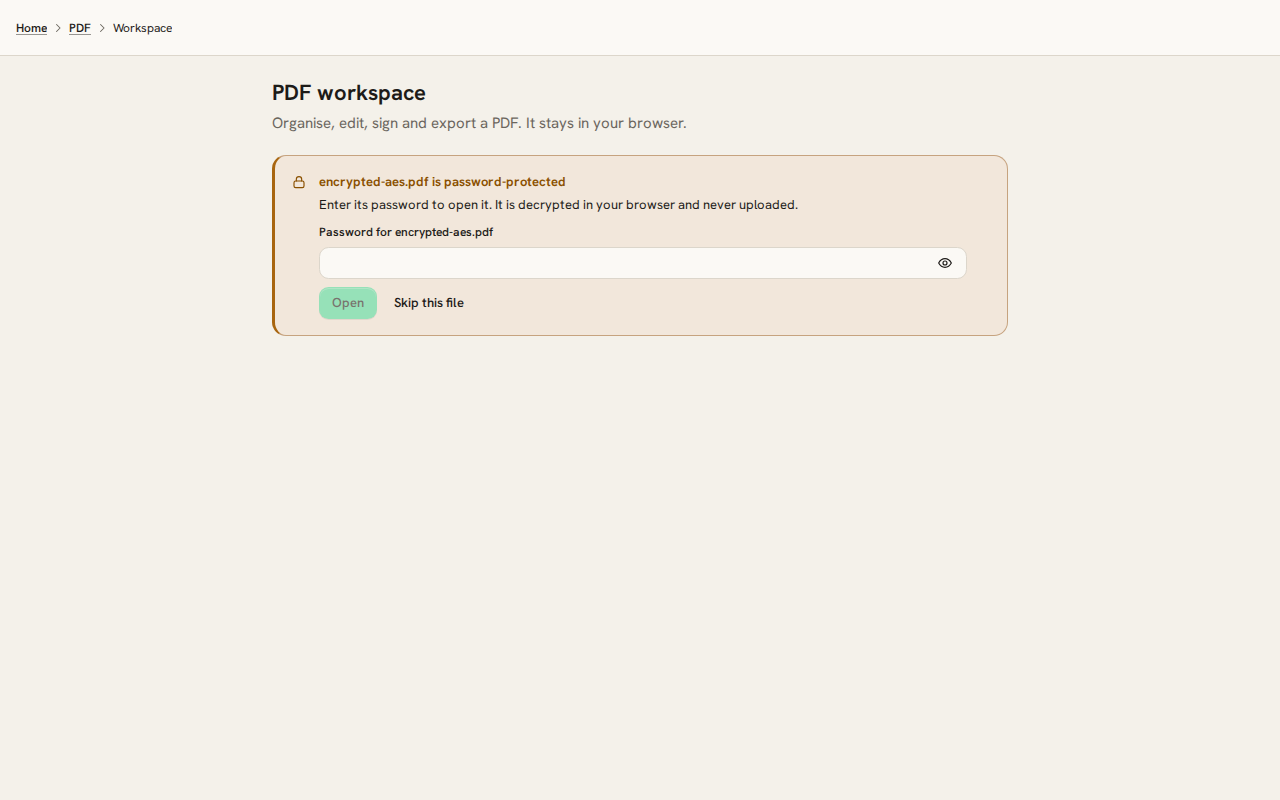 Home > PDF > Workspace
PDF workspace
Organise, edit, sign and export a PDF. It stays in your browser.
encrypted-aes.pdf is password-protected
Enter its password to open it. It is decrypted in your browser and never uploaded.
Password for encrypted-aes.pdf
Open Skip this file